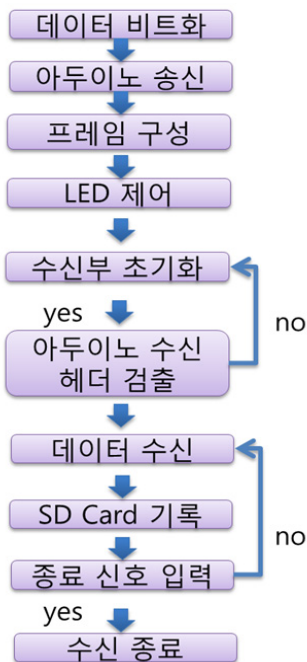 데이터 비트화
아두이노 송신
프레임 구성
LED 제어
수신부 초기화
yes
no
아두이노 수신
헤더 검출
데이터 수신
SD Card 기록
no
종료 신호 입력
yes
수신 종료